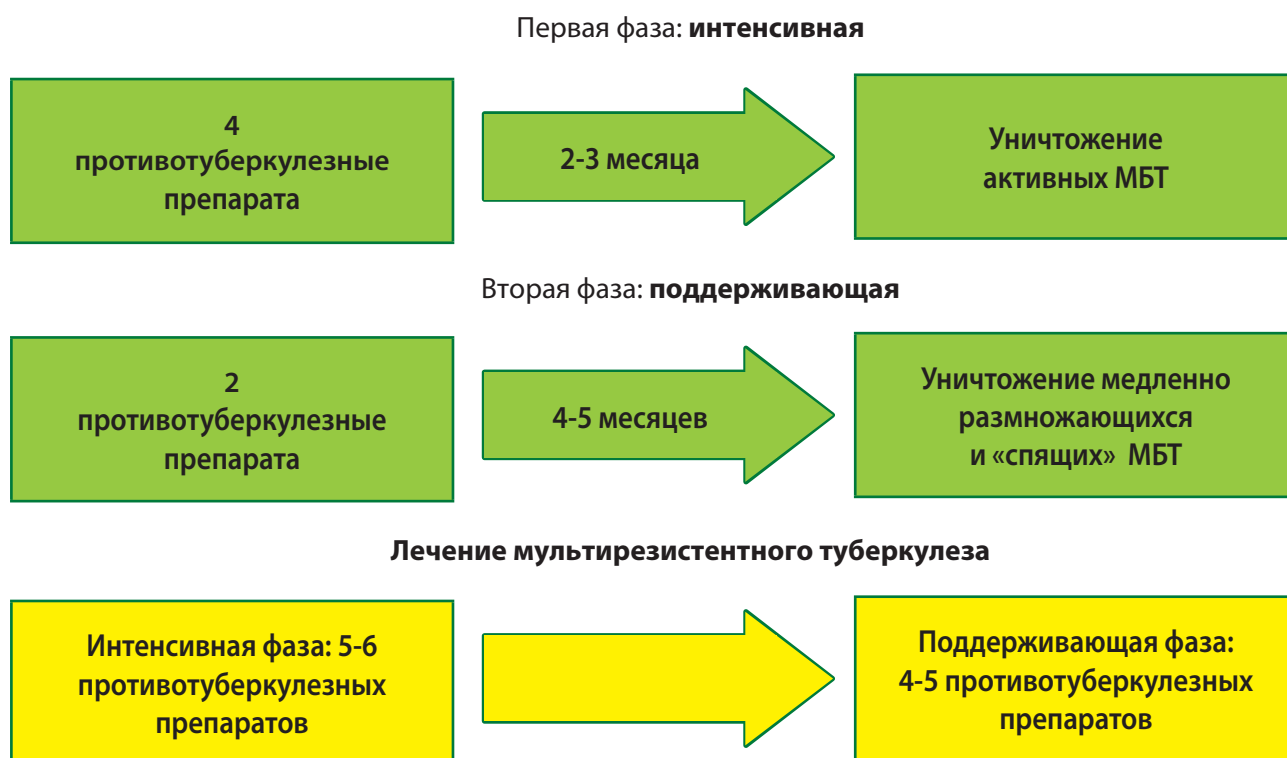 Первая фаза: интенсивная
4
противотуберкулезные
препарата
2-3 месяца
Уничтожение
активных МБТ
Вторая фаза: поддерживающая
2
противотуберкулезные
препарата
4-5 месяцев
Уничтожение медленно
размножающихся
и «спящих» МБТ
Лечение мультирезистентного туберкулеза
Интенсивная фаза: 5-6
противотуберкулезных
препаратов
Поддерживающая фаза:
4-5 противотуберкулезных
препаратов